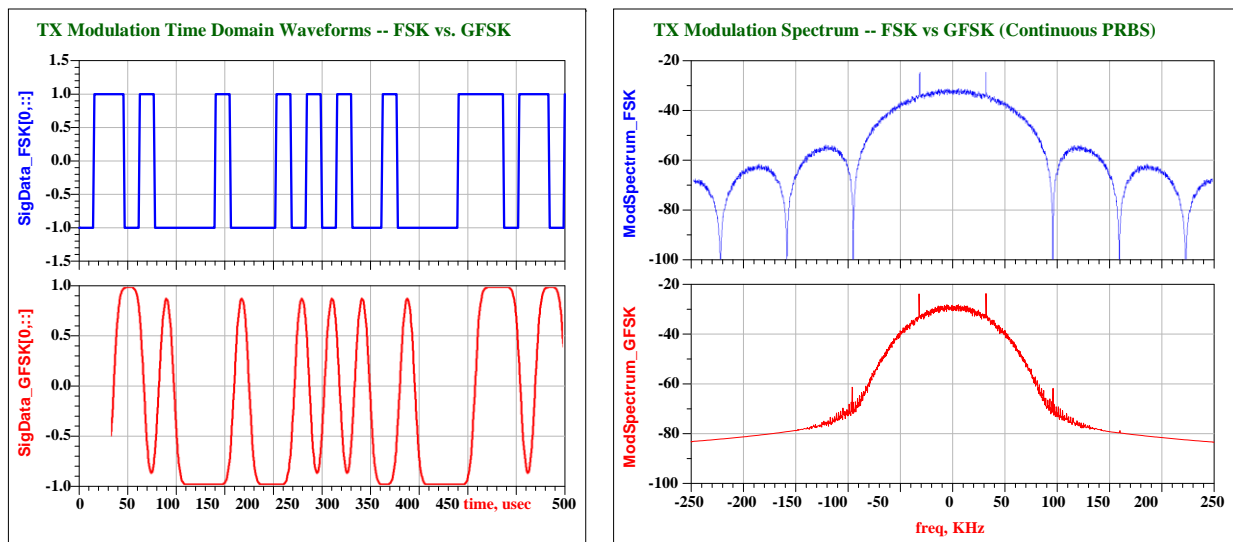 TX Modulation Time Domain Waveforms -- FSK vs. GFSK
SigData_FSK[0,::]
1.5
1.0
0.5
0.0
-0.5
-1.0
-1.5
SigData_GFSK[0,::]
1.0
0.5
0.0
-0.5
-1.0
0 50 100 150 200 250 300 350 400 450 500
time, usec
TX Modulation Spectrum -- FSK vs GFSK (Continuous PRBS)
ModSpectrum_FSK
-20
-40
-60
-80
-100
ModSpectrum_GFSK
-20
-40
-60
-80
-100
-250 -200 -150 -100 -50 0 50 100 150 200 250
freq, KHz